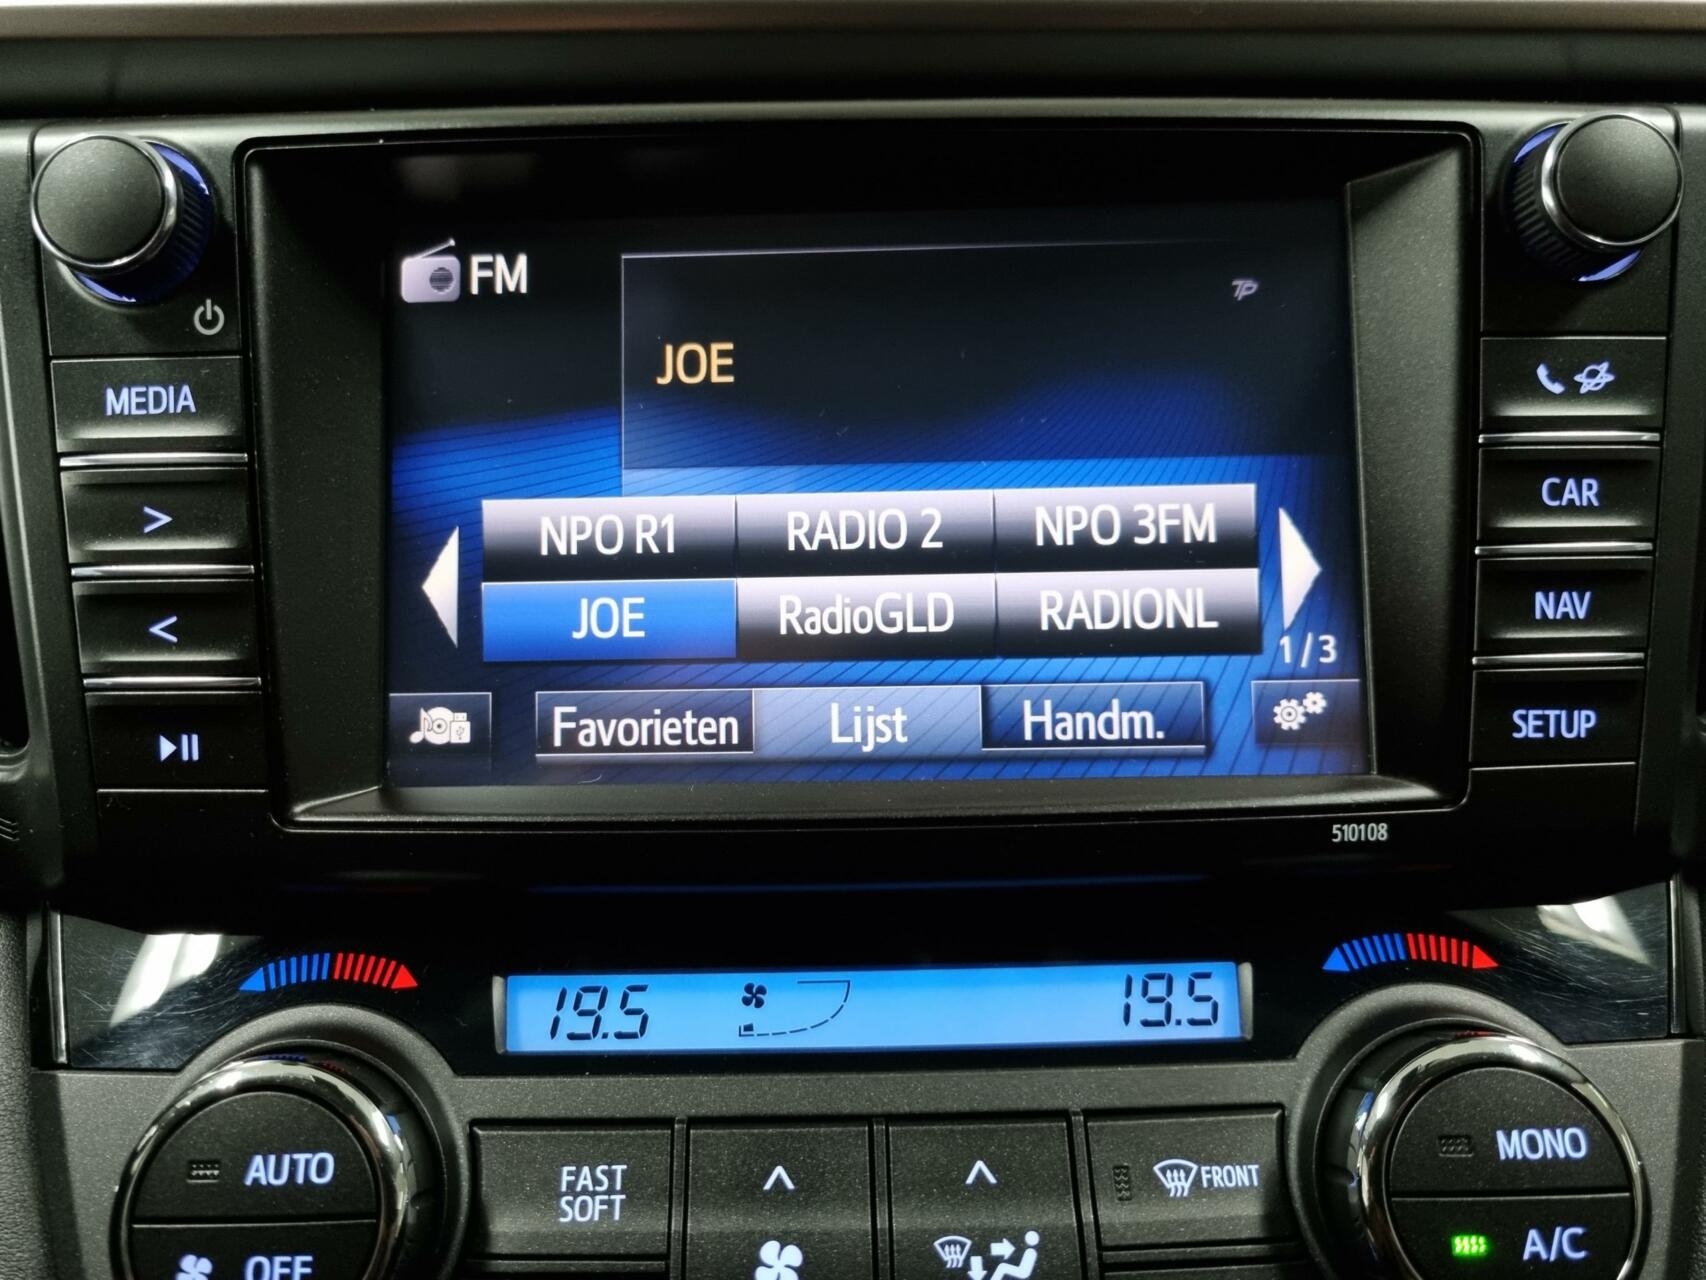 FM
TP
JOE
MEDIA
CAR
NPO R1 RADIO 2 NPO 3FM
>
JOE RadioGLD RADIONL
NAV
<
1/3
Favorieten Lijst Handm.
SETUP
510108
19.5 19.5
AUTO
FAST
SOFT
FRONT
MONO
OFF
A/C